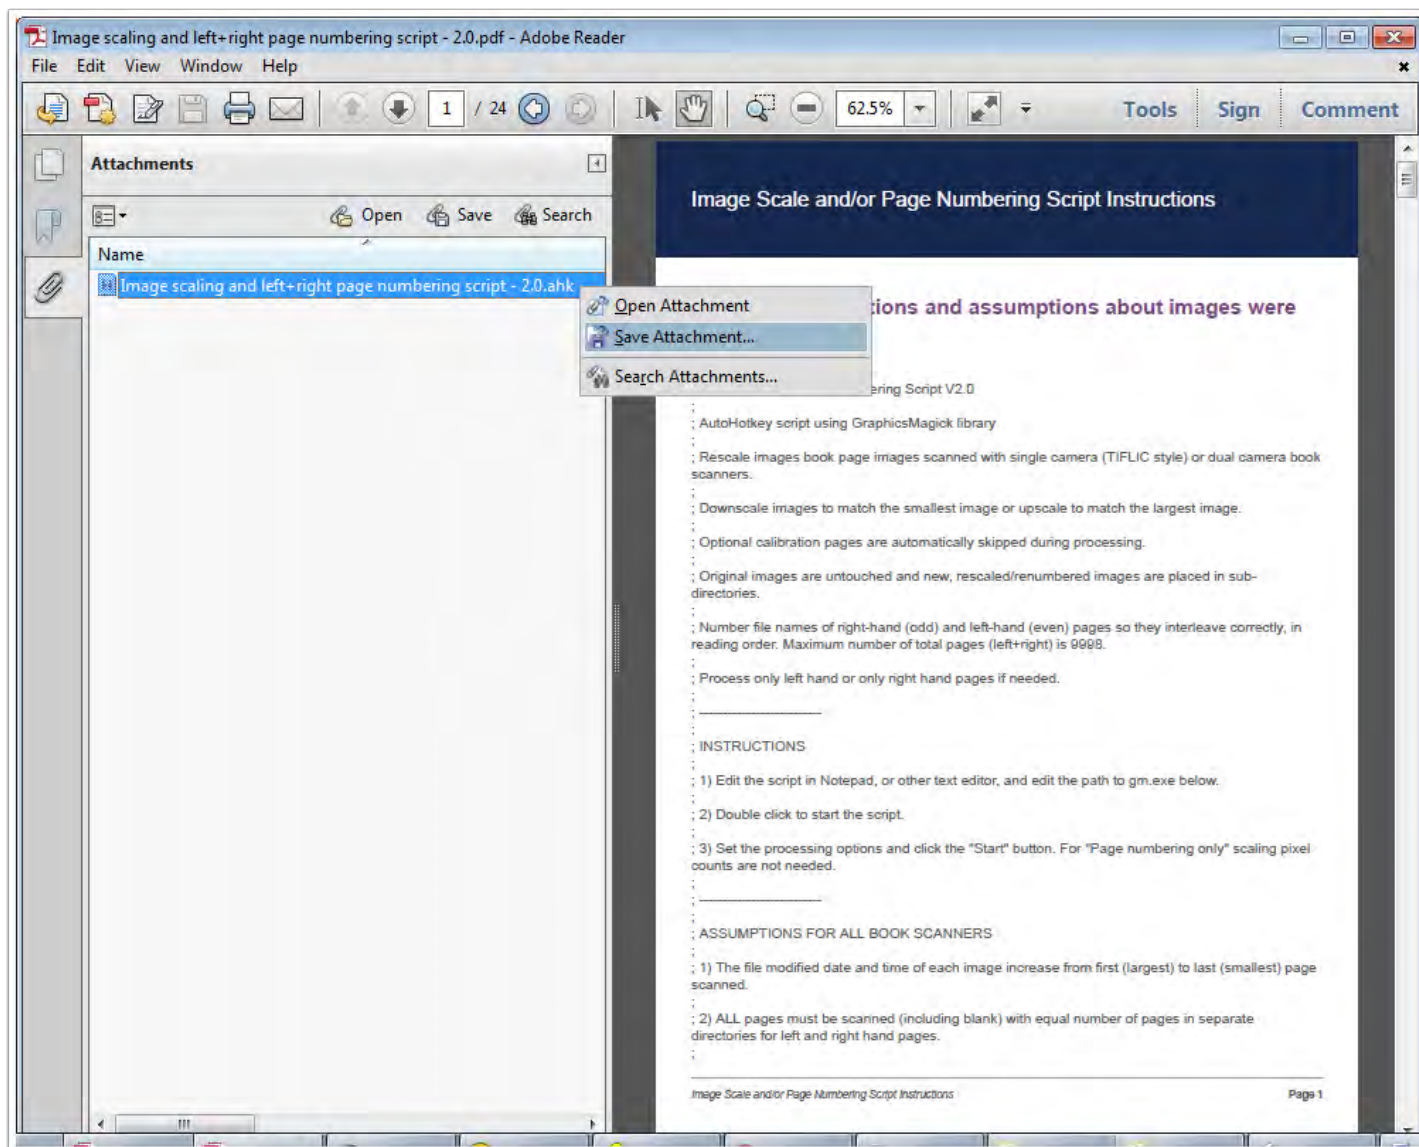 Image scaling and left+right page numbering script - 2.0.pdf - Adobe Reader
File Edit View Window Help
1 / 24 62.5% Tools Sign Comment
Attachments
Open Save Search
Name
Image scaling and left+right page numbering script - 2.0.ahk
Open Attachment
Save Attachment...
Search Attachments...
Image Scale and/or Page Numbering Script Instructions
tions and assumptions about images were
ering Script V2.0
;
; AutoHotkey script using GraphicsMagick library
;
; Rescale images book page images scanned with single camera (TIFLIC style) or dual camera book
scanners.
;
; Downscale images to match the smallest image or upscale to match the largest image.
;
; Optional calibration pages are automatically skipped during processing.
;
; Original images are untouched and new, rescaled/renumbered images are placed in sub-
directories.
;
; Number file names of right-hand (odd) and left-hand (even) pages so they interleave correctly, in
reading order. Maximum number of total pages (left+right) is 9998.
;
; Process only left hand or only right hand pages if needed.
;
; ----------------------------
;
; INSTRUCTIONS
;
; 1) Edit the script in Notepad, or other text editor, and edit the path to gm.exe below.
;
; 2) Double click to start the script.
;
; 3) Set the processing options and click the "Start" button. For "Page numbering only" scaling pixel
counts are not needed.
;
; ----------------------------
;
; ASSUMPTIONS FOR ALL BOOK SCANNERS
;
; 1) The file modified date and time of each image increase from first (largest) to last (smallest) page
scanned.
;
; 2) ALL pages must be scanned (including blank) with equal number of pages in separate
directories for left and right hand pages.
;
Image Scale and/or Page Numbering Script Instructions Page 1